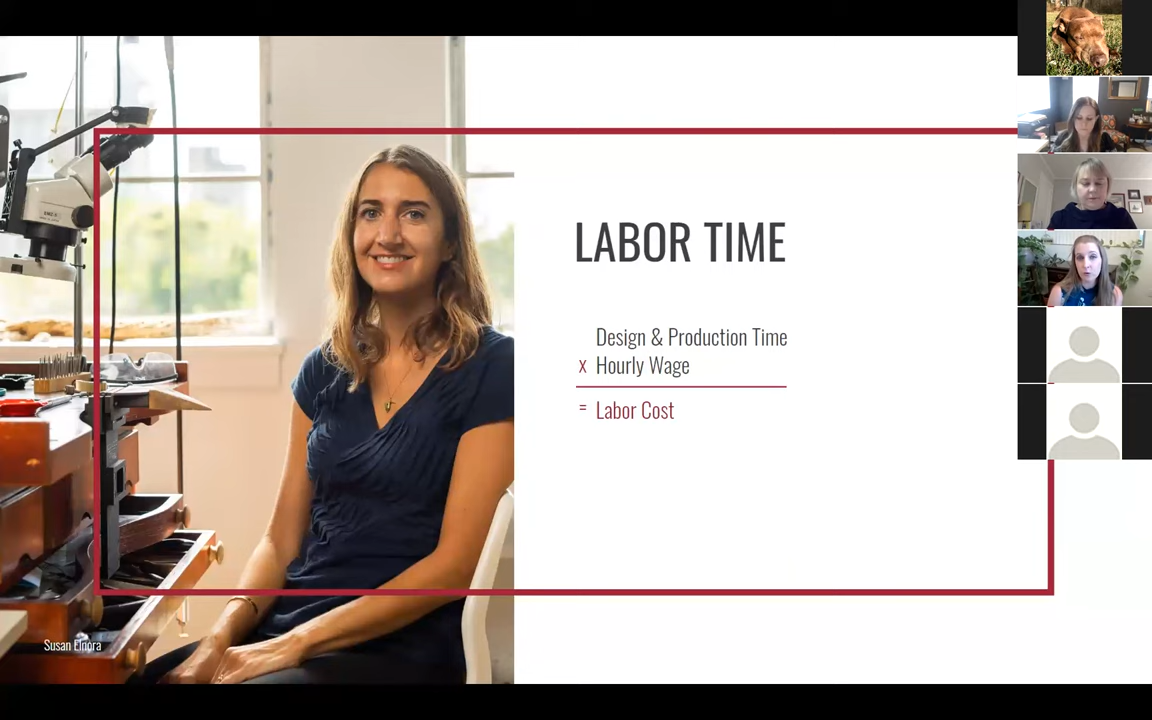 LABOR TIME
Design & Production Time
x Hourly Wage
= Labor Cost
Susan Elnora